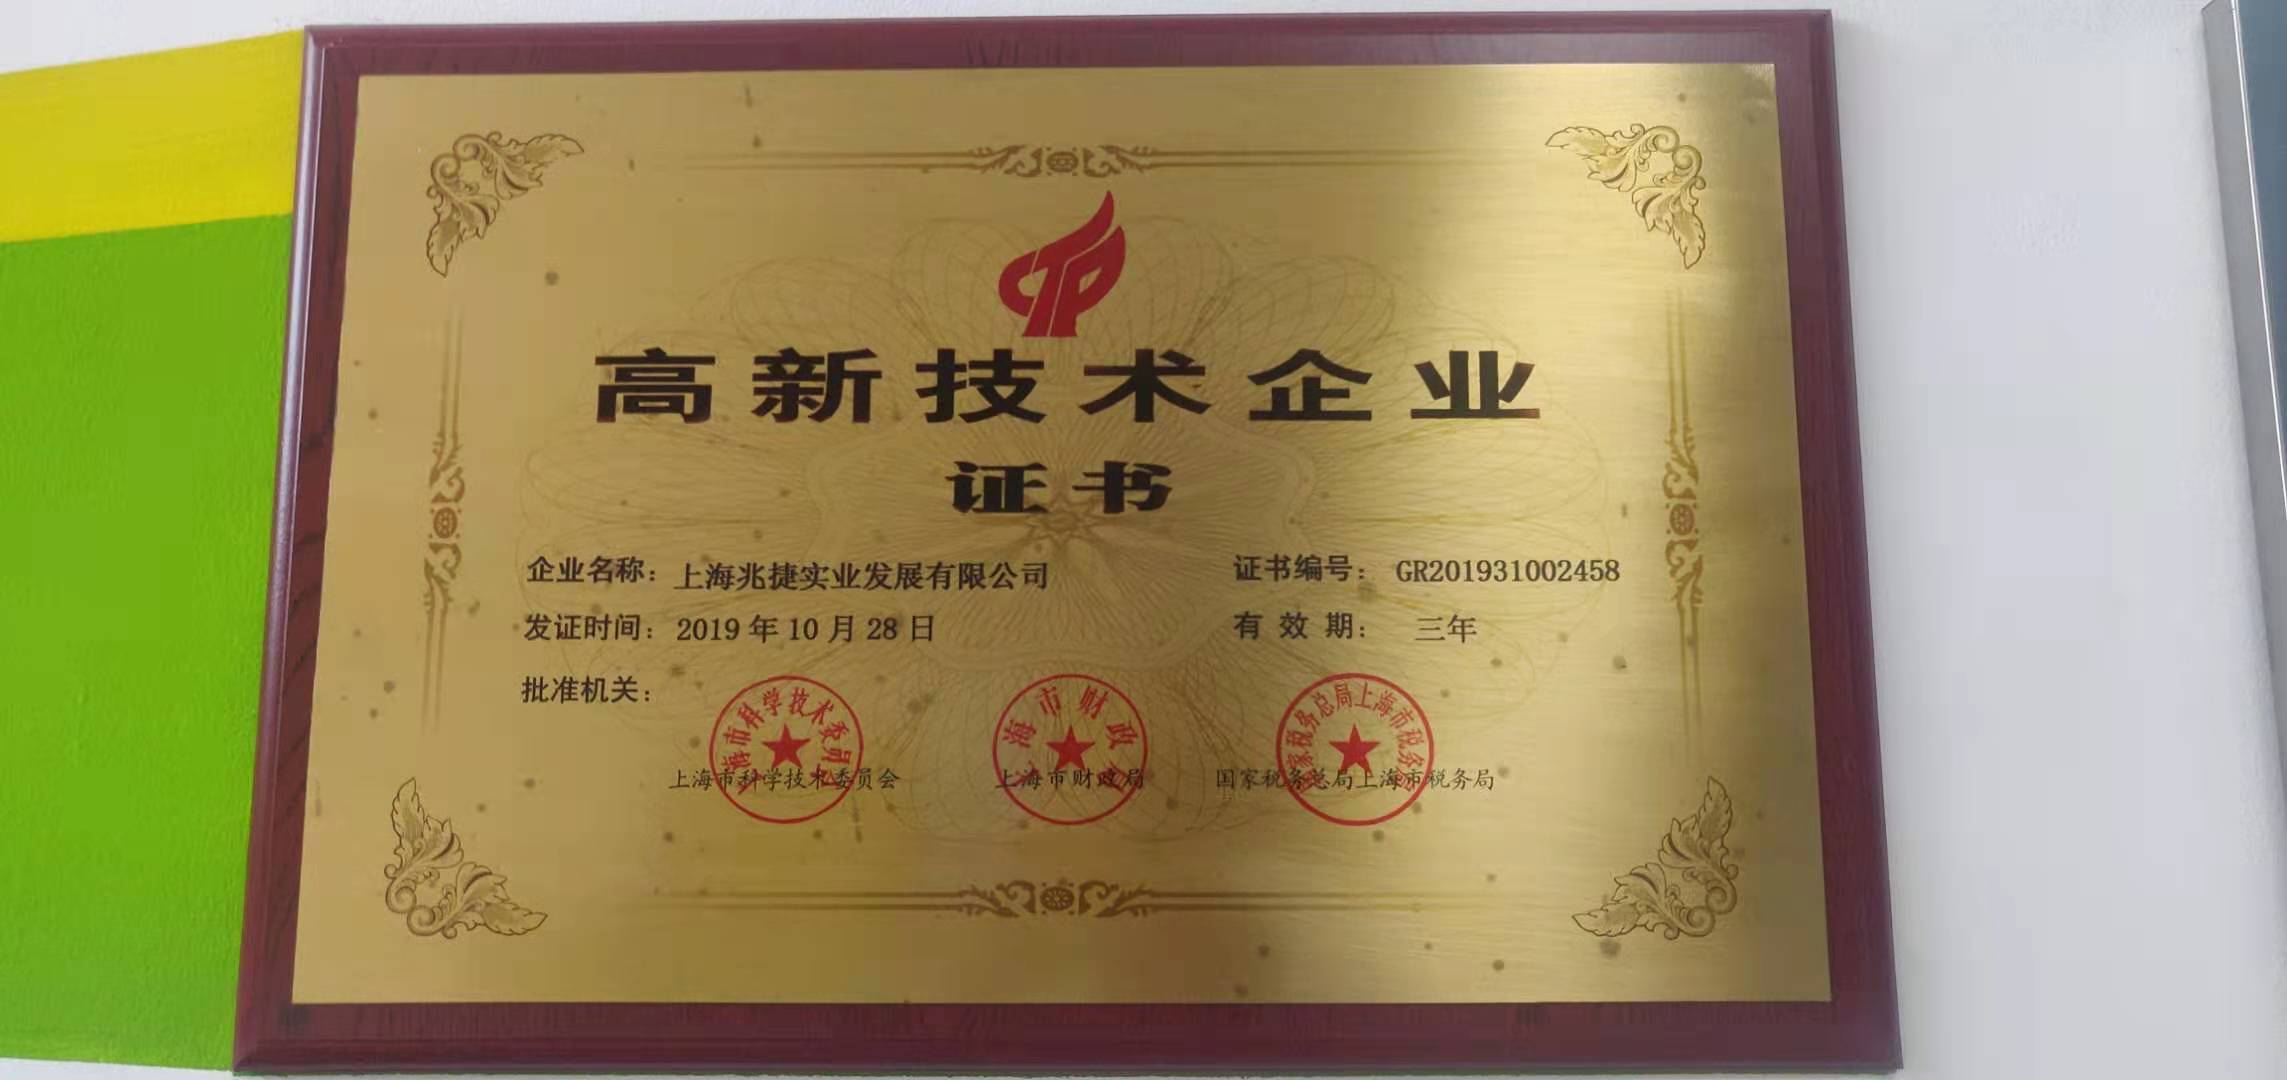 高新技术企业
证书
企业名称：上海兆捷实业发展有限公司 证书编号：GR201931002458
发证时间：2019年10月28日 有效期：三年
批准机关：
上海市科学技术委员会 上海市财政局 国家税务总局上海市税务局